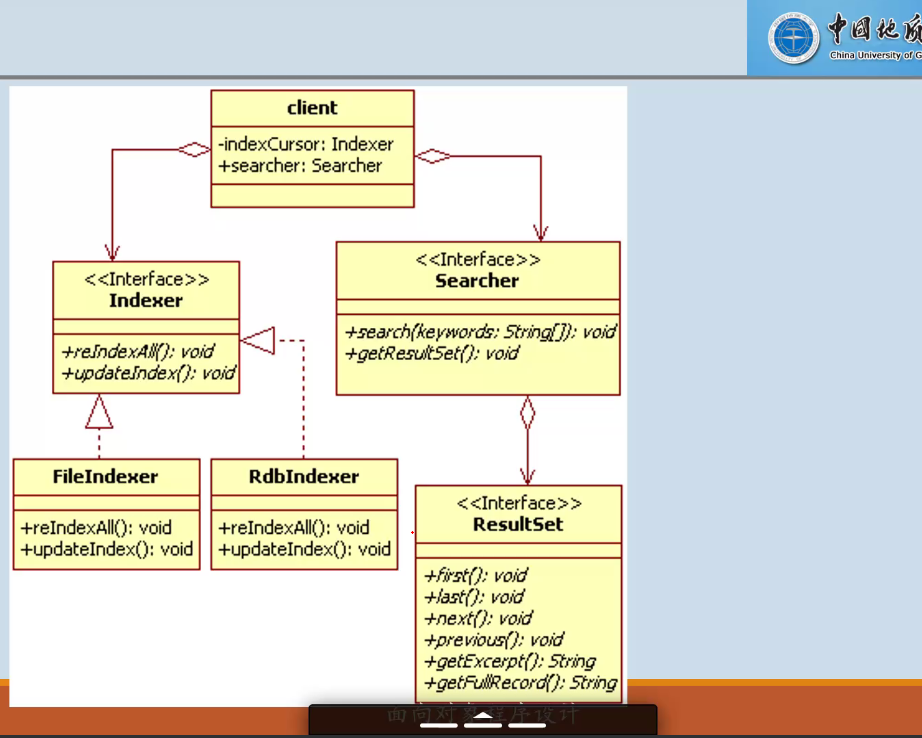 中国地质
China University of G
client
-indexCursor: Indexer
+searcher: Searcher
<<Interface>>
Indexer
+reIndexAll(): void
+updateIndex(): void
<<Interface>>
Searcher
+search(keywords: String[]): void
+getResultSet(): void
FileIndexer
+reIndexAll(): void
+updateIndex(): void
RdbIndexer
+reIndexAll(): void
+updateIndex(): void
<<Interface>>
ResultSet
+first(): void
+last(): void
+next(): void
+previous(): void
+getExcerpt(): String
+getFullRecord(): String
面向对象程序设计